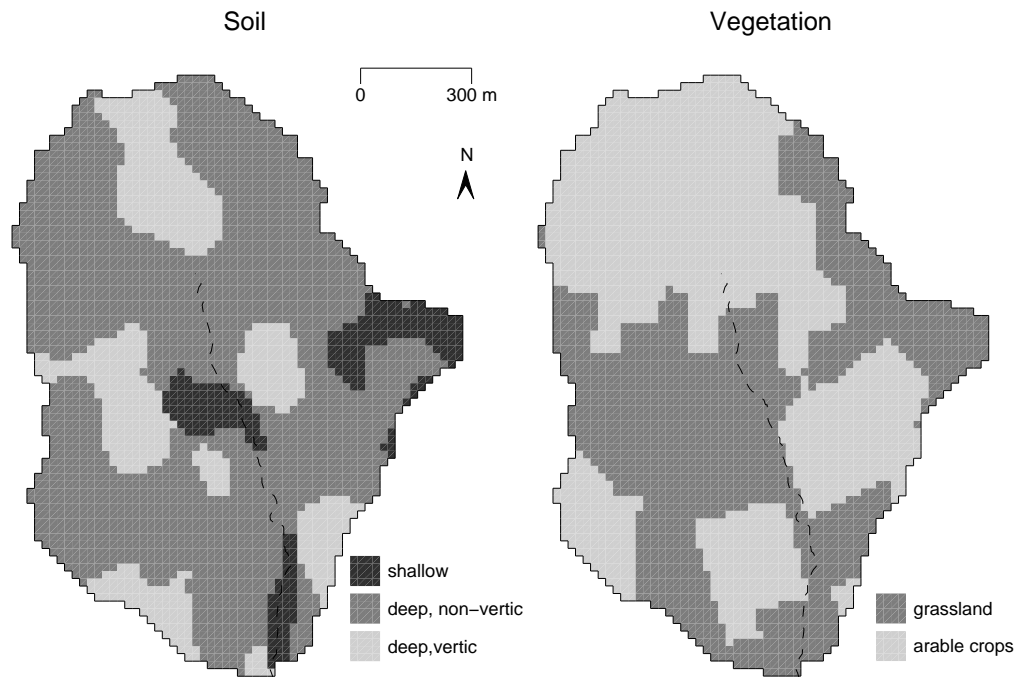 Soil
Vegetation
0
300 m
N
shallow
deep, non−vertic
deep,vertic
grassland
arable crops